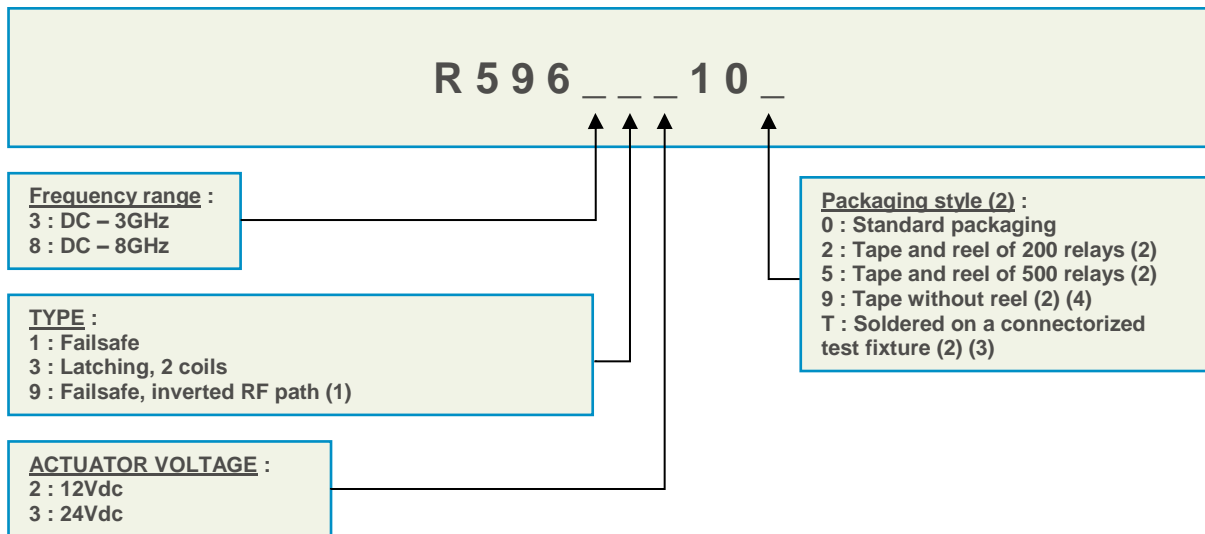 R 5 9 6 _ _ _ 1 0 _
Frequency range :
3 : DC – 3GHz
8 : DC – 8GHz
TYPE :
1 : Failsafe
3 : Latching, 2 coils
9 : Failsafe, inverted RF path (1)
ACTUATOR VOLTAGE :
2 : 12Vdc
3 : 24Vdc
Packaging style (2) :
0 : Standard packaging
2 : Tape and reel of 200 relays (2)
5 : Tape and reel of 500 relays (2)
9 : Tape without reel (2) (4)
T : Soldered on a connectorized
test fixture (2) (3)